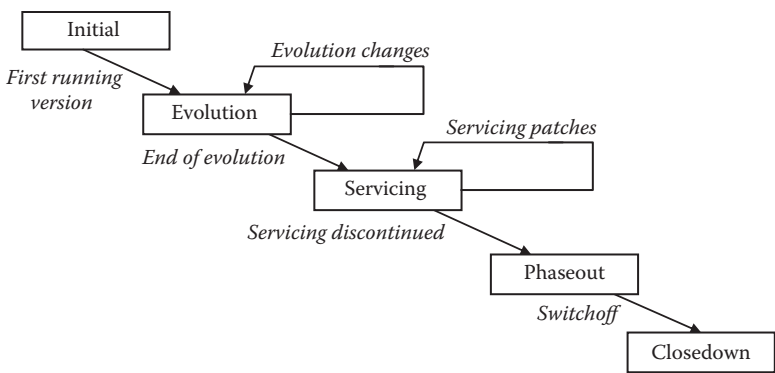 Initial
Evolution changes
First running
version
Evolution
Servicing patches
End of evolution
Servicing
Servicing discontinued
Phaseout
Switchoff
Closedown